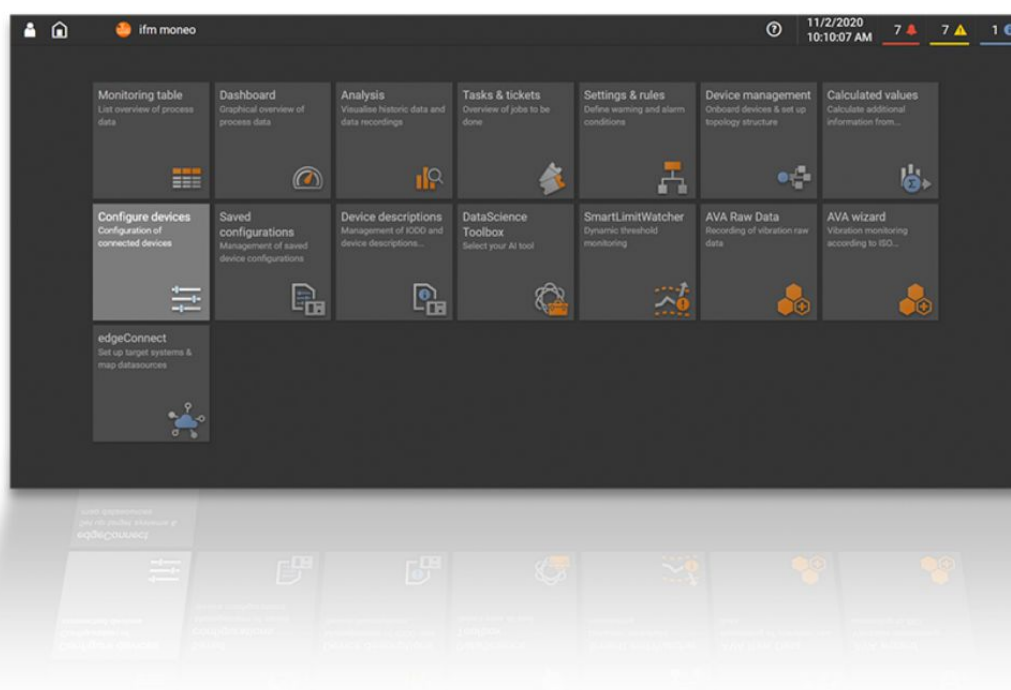 ifm moneo
11/2/2020
10:10:07 AM
7
7
1
Monitoring table
List overview of process
data
Dashboard
Graphical overview of
process data
Analysis
Visualise historic data and
data recordings
Tasks & tickets
Overview of jobs to be
done
Settings & rules
Define warning and alarm
conditions
Device management
Onboard devices & set up
topology structure
Calculated values
Calculate additional
information from...
Configure devices
Configuration of
connected devices
Saved
configurations
Management of saved
device configurations
Device descriptions
Management of IODD and
device descriptions...
DataScience
Toolbox
Select your AI tool
SmartLimitWatcher
Dynamic threshold
monitoring
AVA Raw Data
Recording of vibration raw
data
AVA wizard
Vibration monitoring
according to ISO...
edgeConnect
Set up target systems &
map datasources